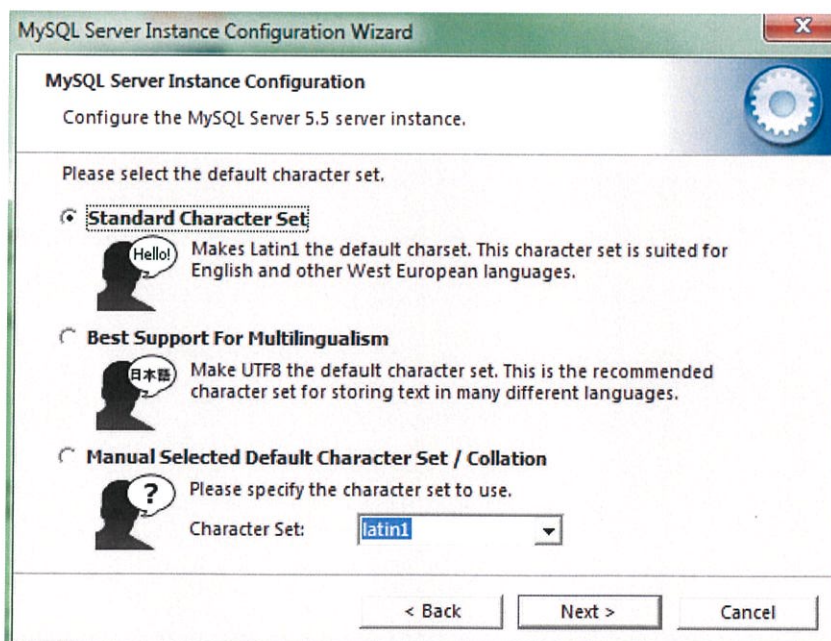 MySQL Server Instance Configuration Wizard
X
MySQL Server Instance Configuration
Configure the MySQL Server 5.5 server instance.
Please select the default character set.
Standard Character Set
Hello!
Makes Latin1 the default charset. This character set is suited for
English and other West European languages.
Best Support For Multilingualism
日本語
Make UTF8 the default character set. This is the recommended
character set for storing text in many different languages.
Manual Selected Default Character Set / Collation
?
Please specify the character set to use.
Character Set:
latin1
< Back
Next >
Cancel